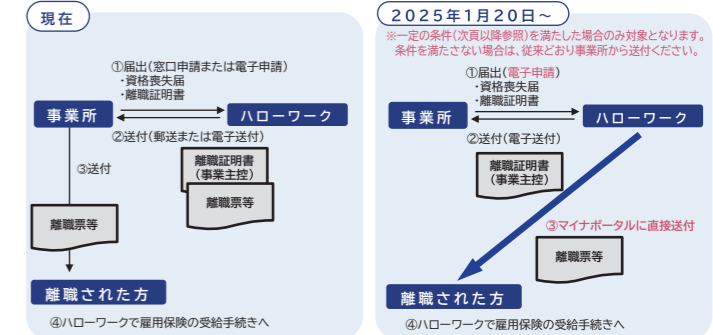 現在
①届出(窓口申請または電子申請)
・資格喪失届
・離職証明書
事業所
ハローワーク
②送付(郵送または電子送付)
離職証明書
(事業主控)
離職票等
③送付
離職票等
離職された方
④ハローワークで雇用保険の受給手続きへ
2025年1月20日～
※一定の条件(次頁以降参照)を満たした場合のみ対象となります。
条件を満たさない場合は、従来どおり事業所から送付ください。
①届出(電子申請)
・資格喪失届
・離職証明書
事業所
ハローワーク
②送付(電子送付)
離職証明書
(事業主控)
③マイナポータルに直接送付
離職票等
離職された方
④ハローワークで雇用保険の受給手続きへ